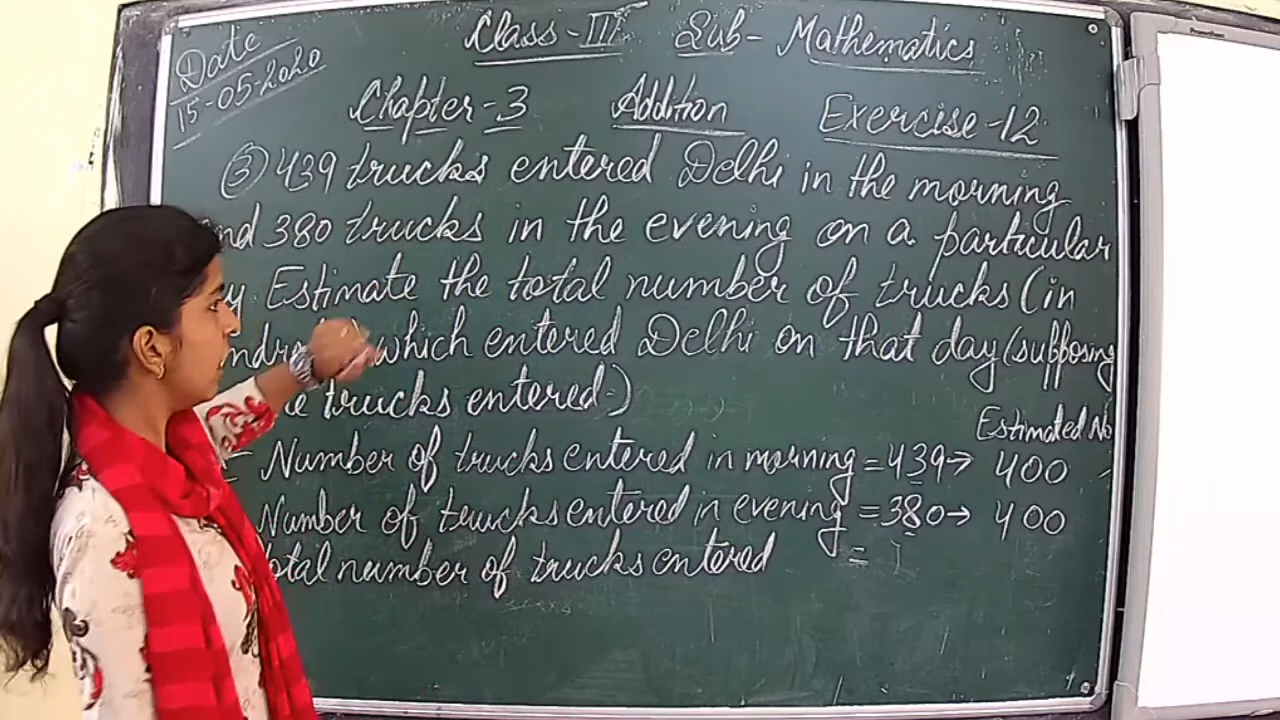 Date
15-05-2020
Class-III Sub- Mathematics
Chapter-3 Addition Exercise-12
(3) 439 trucks entered Delhi in the morning
nd 380 trucks in the evening on a particular
y. Estimate the total number of trucks (in
which entered Delhi on that day (supposing
trucks entered.)
Estimated No
Number of trucks entered in morning = 439→ 400
Number of trucks entered in evening = 380→ 400
otal number of trucks entered =